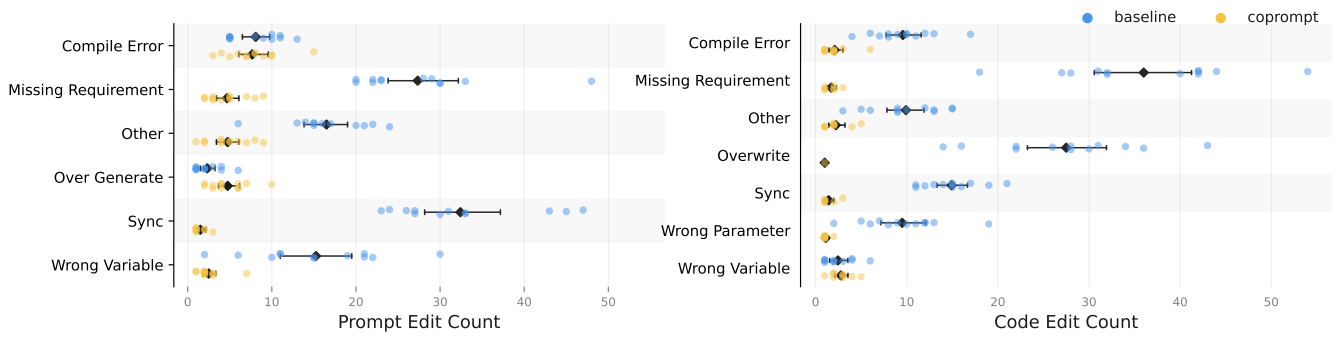 baseline
coprompt
Compile Error
Missing Requirement
Other
Over Generate
Sync
Wrong Variable
0 10 20 30 40 50
Prompt Edit Count
Compile Error
Missing Requirement
Other
Overwrite
Sync
Wrong Parameter
Wrong Variable
0 10 20 30 40 50
Code Edit Count